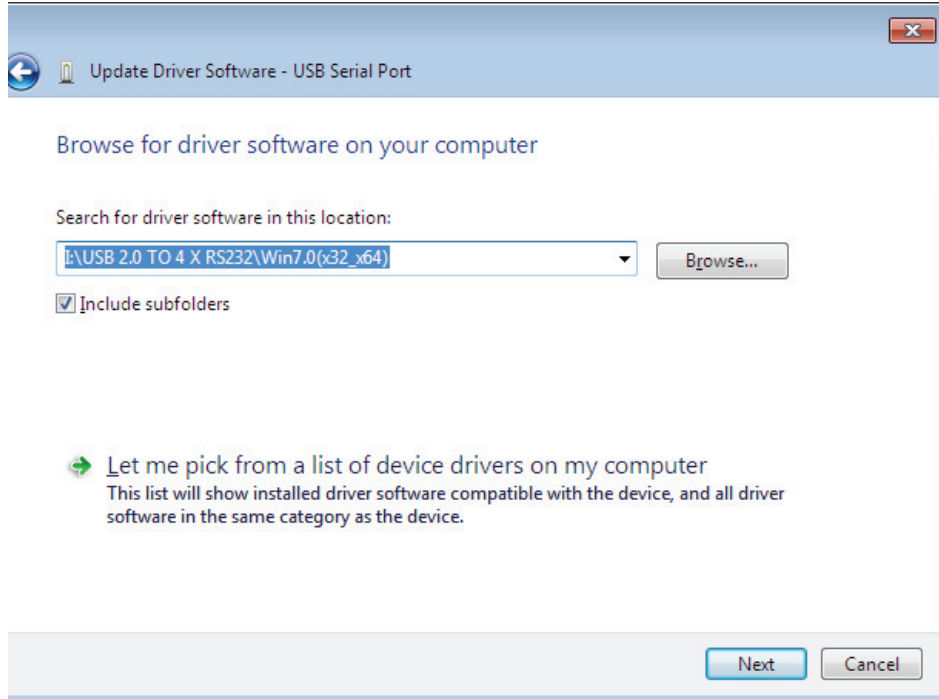 Update Driver Software - USB Serial Port
Browse for driver software on your computer
Search for driver software in this location:
I:\USB 2.0 TO 4 X RS232\Win7.0(x32_x64)
Browse...
Include subfolders
Let me pick from a list of device drivers on my computer
This list will show installed driver software compatible with the device, and all driver
software in the same category as the device.
Next
Cancel